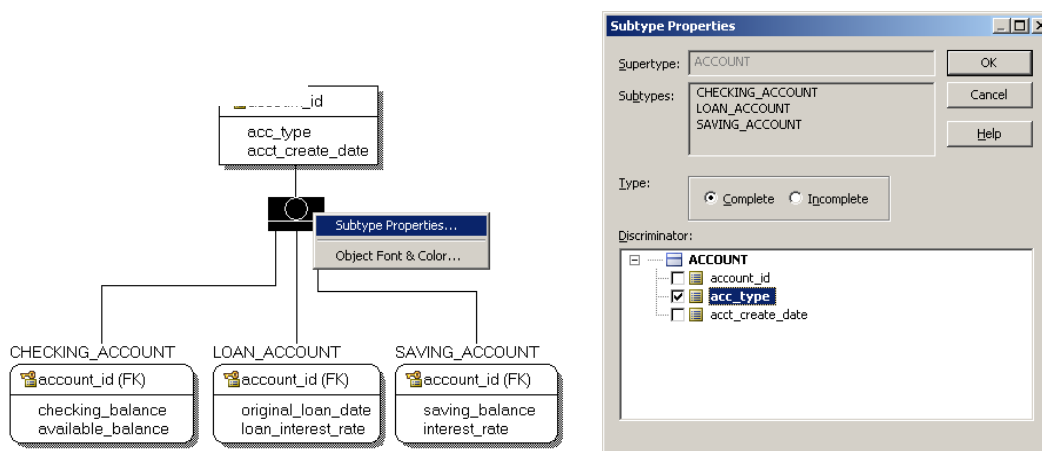 account_id
acc_type
acct_create_date
Subtype Properties...
Object Font & Color...
CHECKING_ACCOUNT
account_id (FK)
checking_balance
available_balance
LOAN_ACCOUNT
account_id (FK)
original_loan_date
loan_interest_rate
SAVING_ACCOUNT
account_id (FK)
saving_balance
interest_rate
Subtype Properties
Supertype: ACCOUNT
OK
Subtypes:
CHECKING_ACCOUNT
LOAN_ACCOUNT
SAVING_ACCOUNT
Cancel
Help
Type:
Complete Incomplete
Discriminator:
ACCOUNT
account_id
acc_type
acct_create_date